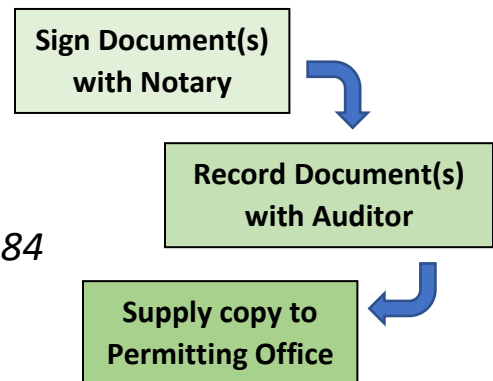 Sign Document(s)
with Notary
Record Document(s)
with Auditor
84
Supply copy to
Permitting Office